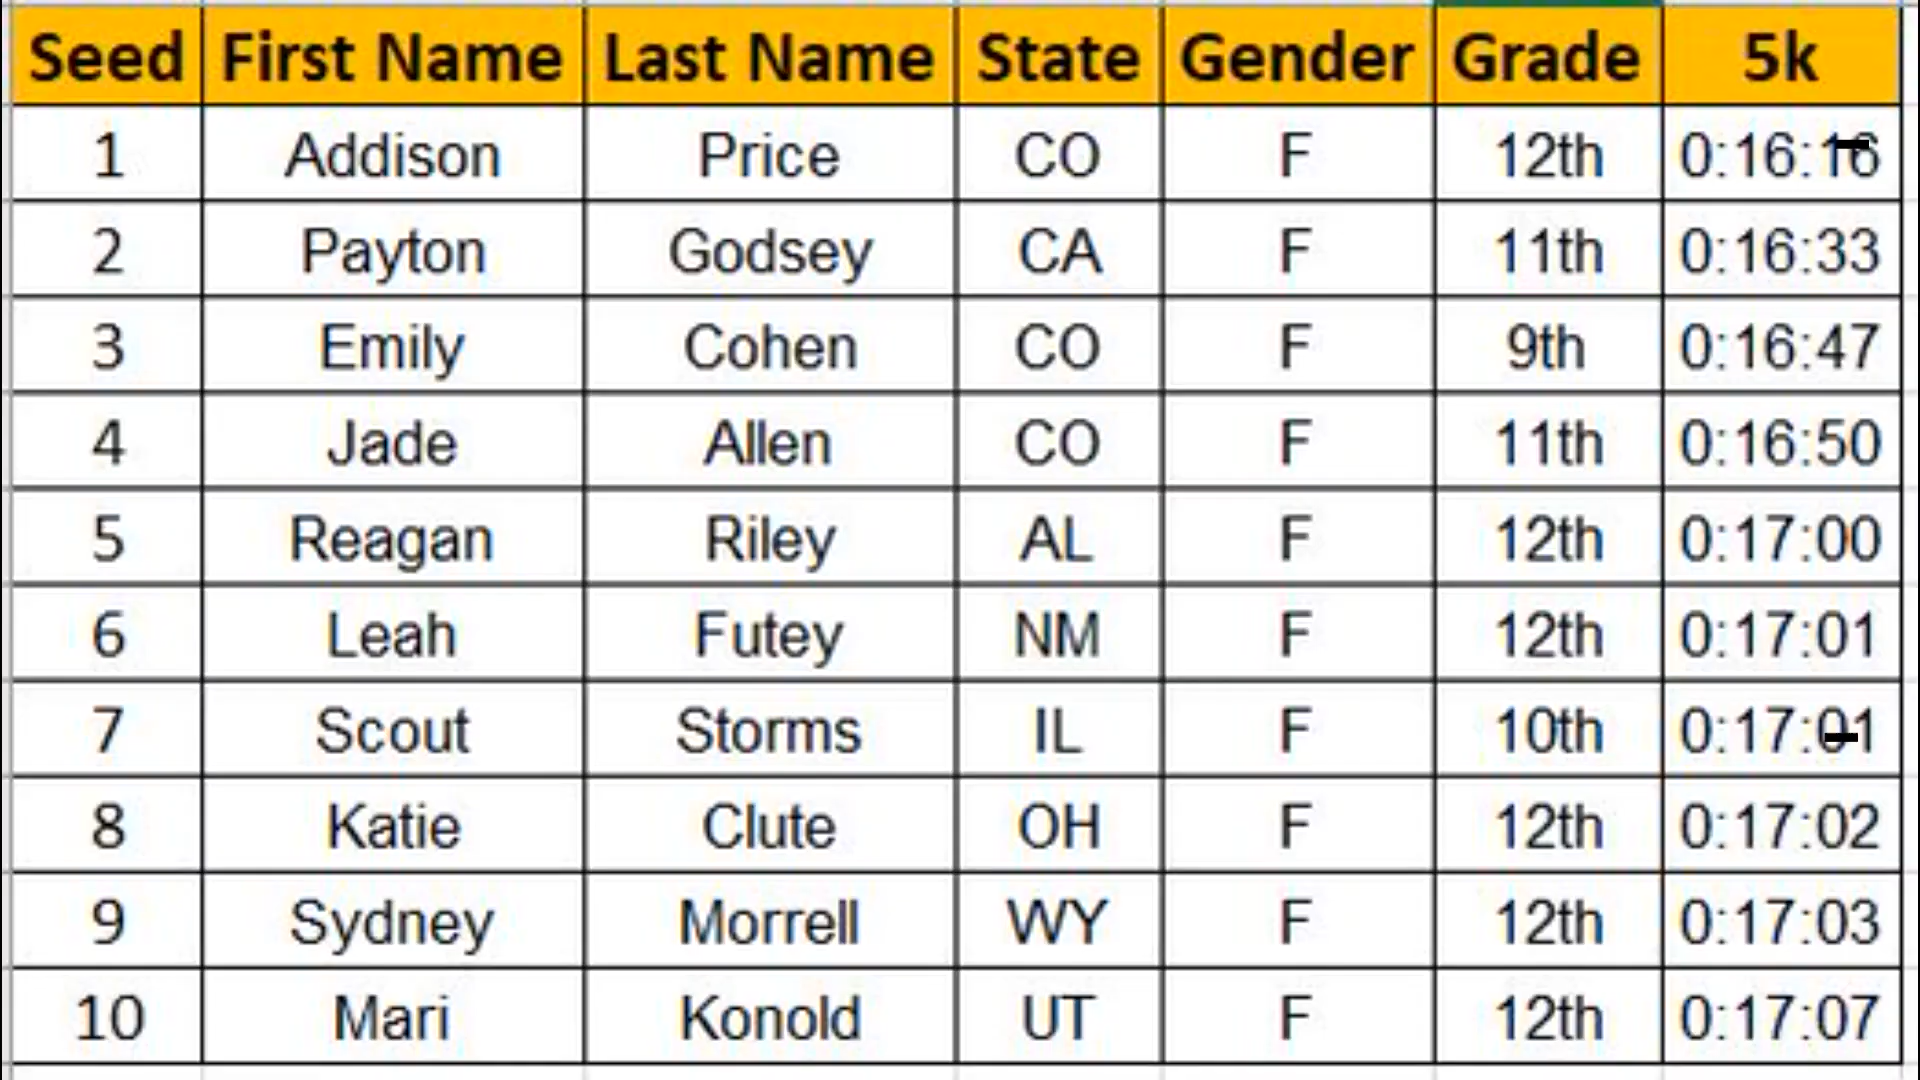 Seed First Name Last Name State Gender Grade 5k
1 Addison Price CO F 12th 0:16:16
2 Payton Godsey CA F 11th 0:16:33
3 Emily Cohen CO F 9th 0:16:47
4 Jade Allen CO F 11th 0:16:50
5 Reagan Riley AL F 12th 0:17:00
6 Leah Futey NM F 12th 0:17:01
7 Scout Storms IL F 10th 0:17:01
8 Katie Clute OH F 12th 0:17:02
9 Sydney Morrell WY F 12th 0:17:03
10 Mari Konold UT F 12th 0:17:07